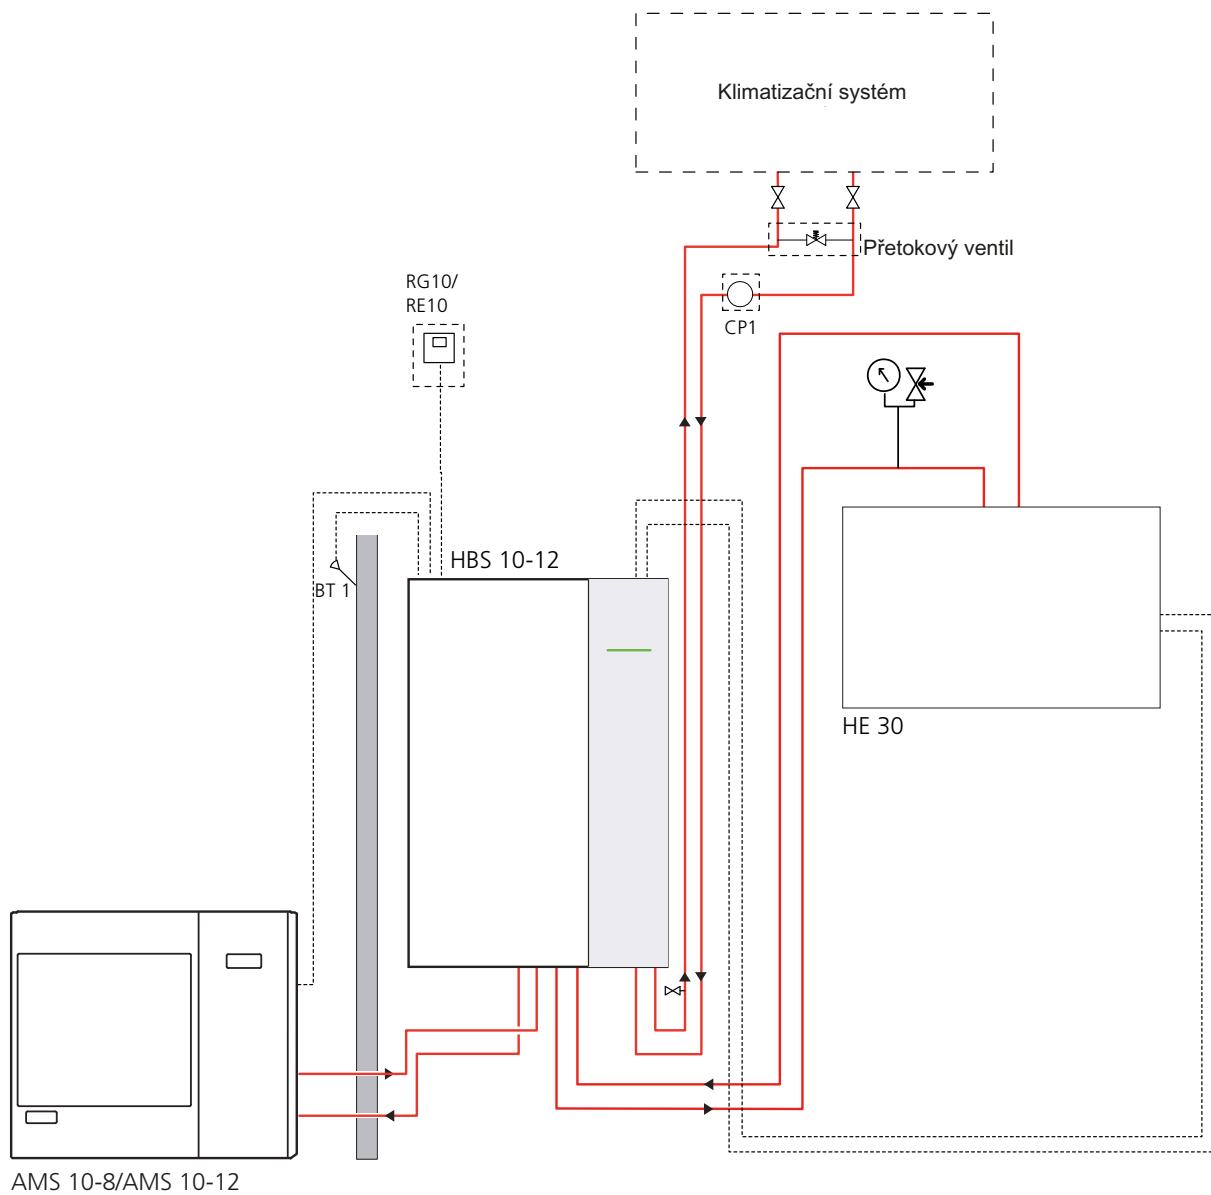 Klimatizační systém
Přetokový ventil
RG10/
RE10
CP1
HBS 10-12
BT 1
HE 30
AMS 10-8/AMS 10-12